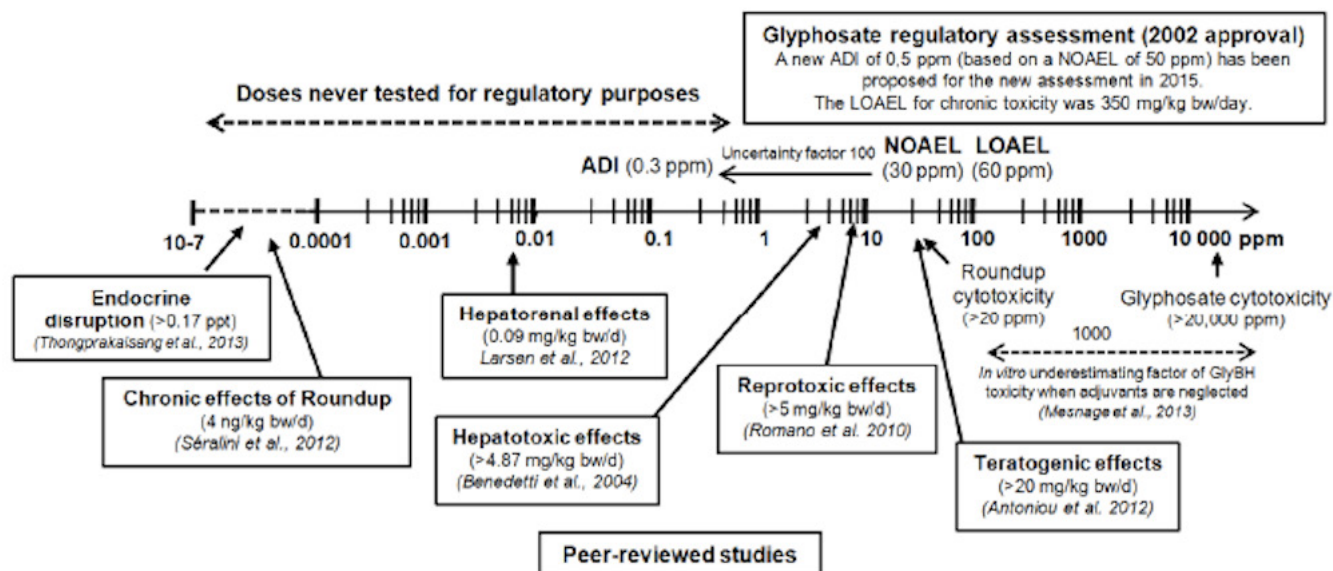 Glyphosate regulatory assessment (2002 approval)
A new ADI of 0,5 ppm (based on a NOAEL of 50 ppm) has been
proposed for the new assessment in 2015.
The LOAEL for chronic toxicity was 350 mg/kg bw/day.
Doses never tested for regulatory purposes
ADI (0.3 ppm)
Uncertainty factor 100
NOAEL LOAEL
(30 ppm) (60 ppm)
10-7 0.0001 0.001 0.01 0.1 1 10 100 1000 10 000 ppm
Endocrine
disruption (>0.17 ppt)
(Thongprakaisang et al., 2013)
Chronic effects of Roundup
(4 ng/kg bw/d)
(Séralini et al., 2012)
Hepatorenal effects
(0.09 mg/kg bw/d)
Larsen et al., 2012
Hepatotoxic effects
(>4.87 mg/kg bw/d)
(Benedetti et al., 2004)
Reprotoxic effects
(>5 mg/kg bw/d)
(Romano et al. 2010)
Teratogenic effects
(>20 mg/kg bw/d)
(Antoniou et al. 2012)
Roundup
cytotoxicity
(>20 ppm)
Glyphosate cytotoxicity
(>20,000 ppm)
1000
In vitro underestimating factor of GlyBH
toxicity when adjuvants are neglected
(Mesnage et al., 2013)
Peer-reviewed studies